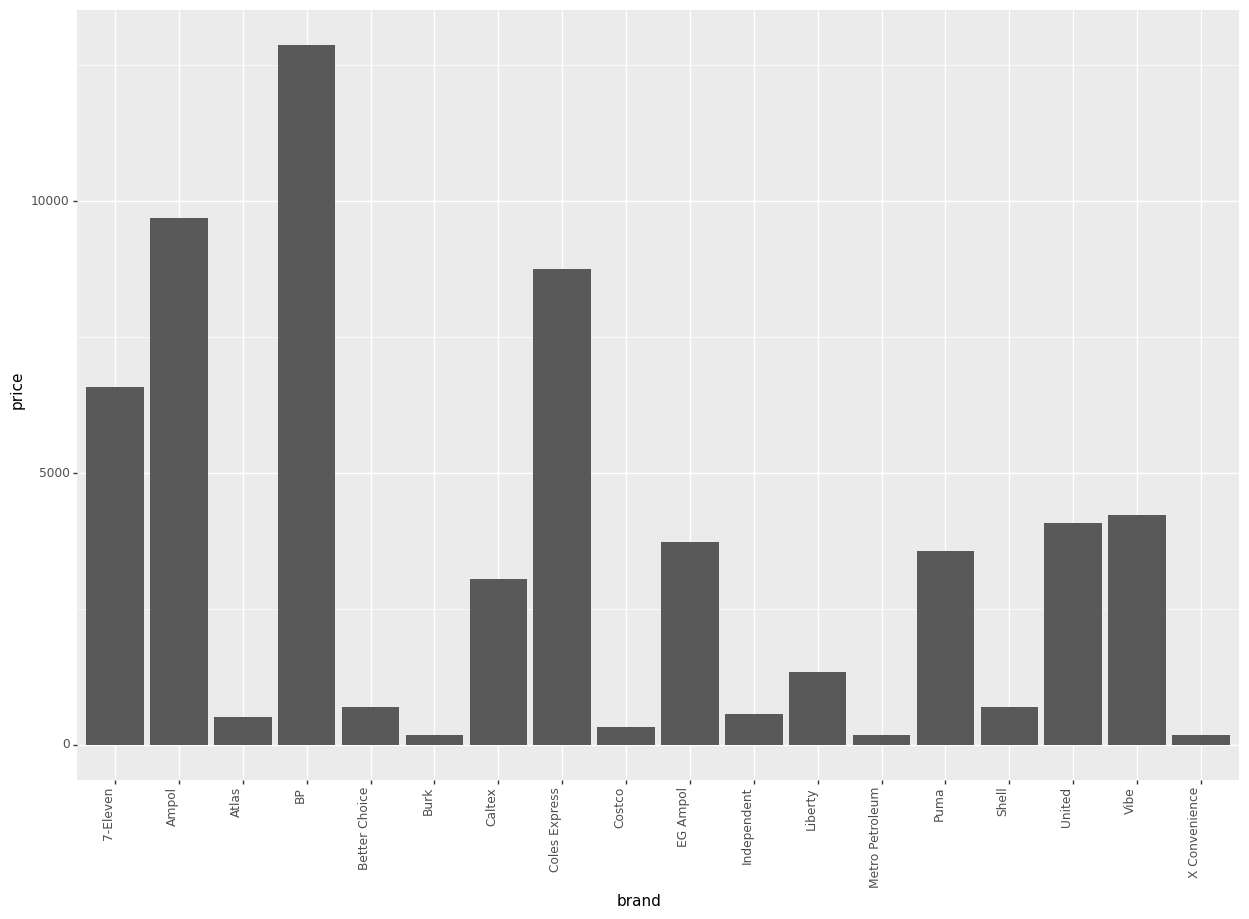 price
10000
5000
0
7-Eleven
Ampol
Atlas
BP
Better Choice
Burk
Caltex
Coles Express
Costco
EG Ampol
Independent
Liberty
Metro Petroleum
Puma
Shell
United
Vibe
X Convenience
brand